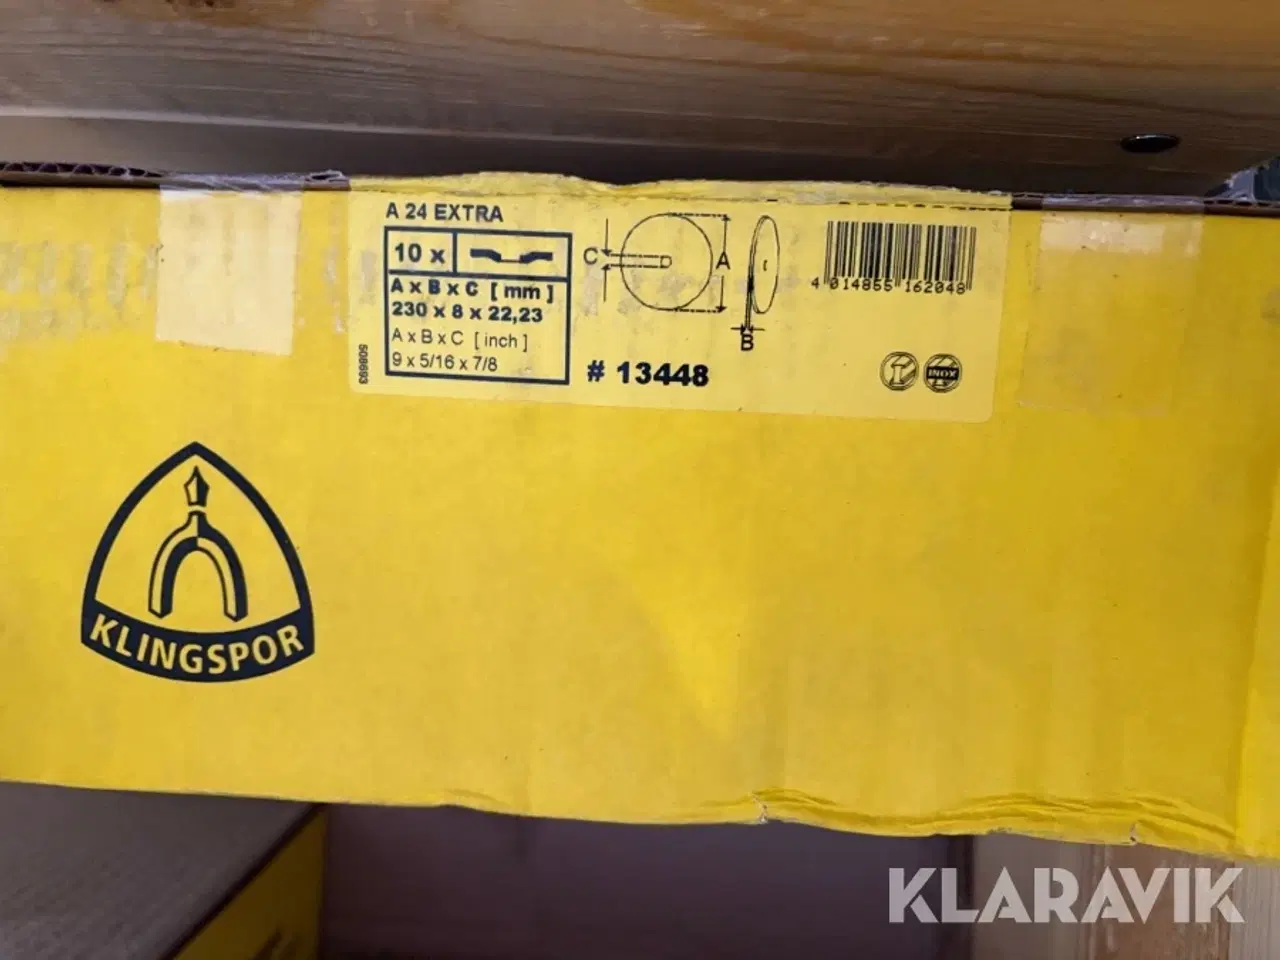 A 24 EXTRA
10 x
A x B x C [ mm ]
230 x 8 x 22,23
A x B x C [ inch ]
9 x 5/16 x 7/8
508693
C
A
B
# 13448
4 014855 162048
INOX
KLINGSPOR
KLARAVIK